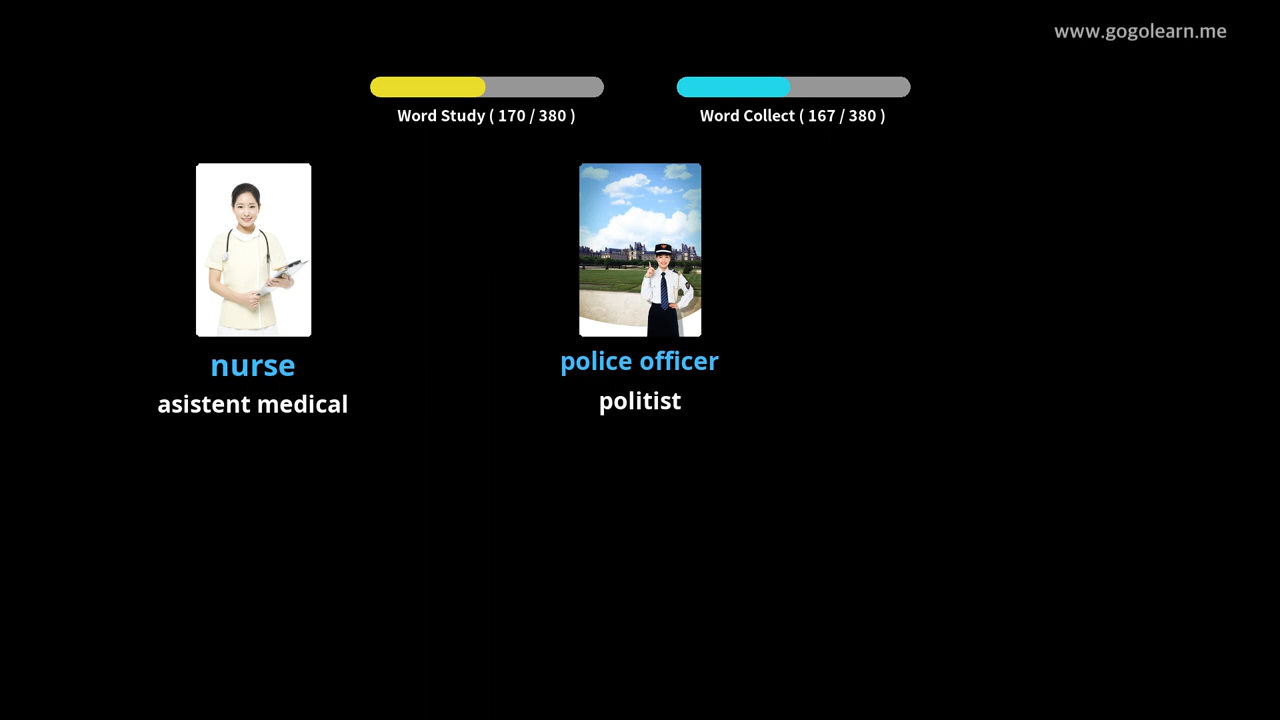 www.gogolearn.me
Word Study ( 170 / 380 )
Word Collect ( 167 / 380 )
nurse
asistent medical
police officer
politist